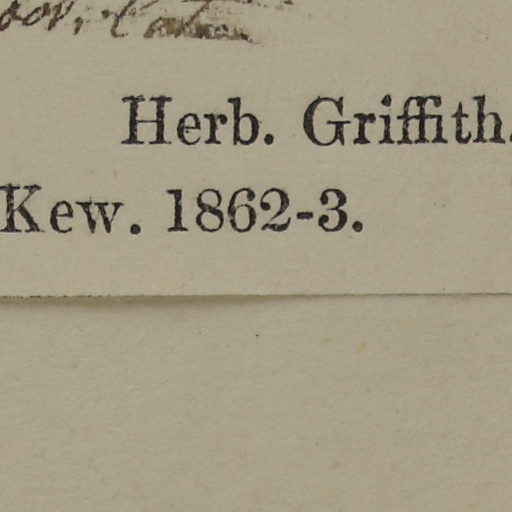 Herb. Griffith.
Kew. 1862-3.